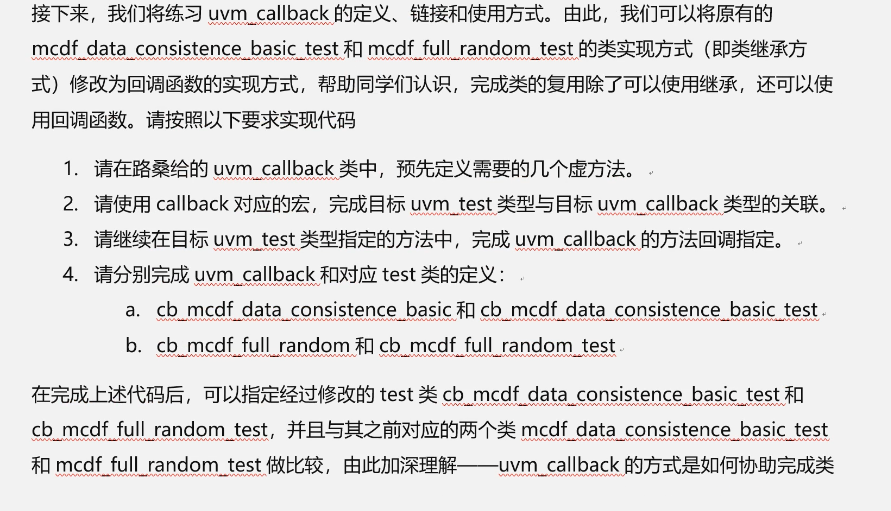 接下来，我们将练习 uvm_callback 的定义、链接和使用方式。由此，我们可以将原有的
mcdf_data_consistence_basic_test 和 mcdf_full_random_test 的类实现方式（即类继承方
式）修改为回调函数的实现方式，帮助同学们认识，完成类的复用除了可以使用继承，还可以使
用回调函数。请按照以下要求实现代码
1. 请在路桑给的 uvm_callback 类中，预先定义需要的几个虚方法。
2. 请使用 callback 对应的宏，完成目标 uvm_test 类型与目标 uvm_callback 类型的关联。
3. 请继续在目标 uvm_test 类型指定的方法中，完成 uvm_callback 的方法回调指定。
4. 请分别完成 uvm_callback 和对应 test 类的定义：
a. cb_mcdf_data_consistence_basic 和 cb_mcdf_data_consistence_basic_test
b. cb_mcdf_full_random 和 cb_mcdf_full_random_test
在完成上述代码后，可以指定经过修改的 test 类 cb_mcdf_data_consistence_basic_test 和
cb_mcdf_full_random_test，并且与其之前对应的两个类 mcdf_data_consistence_basic_test
和 mcdf_full_random_test 做比较，由此加深理解——uvm_callback 的方式是如何协助完成类